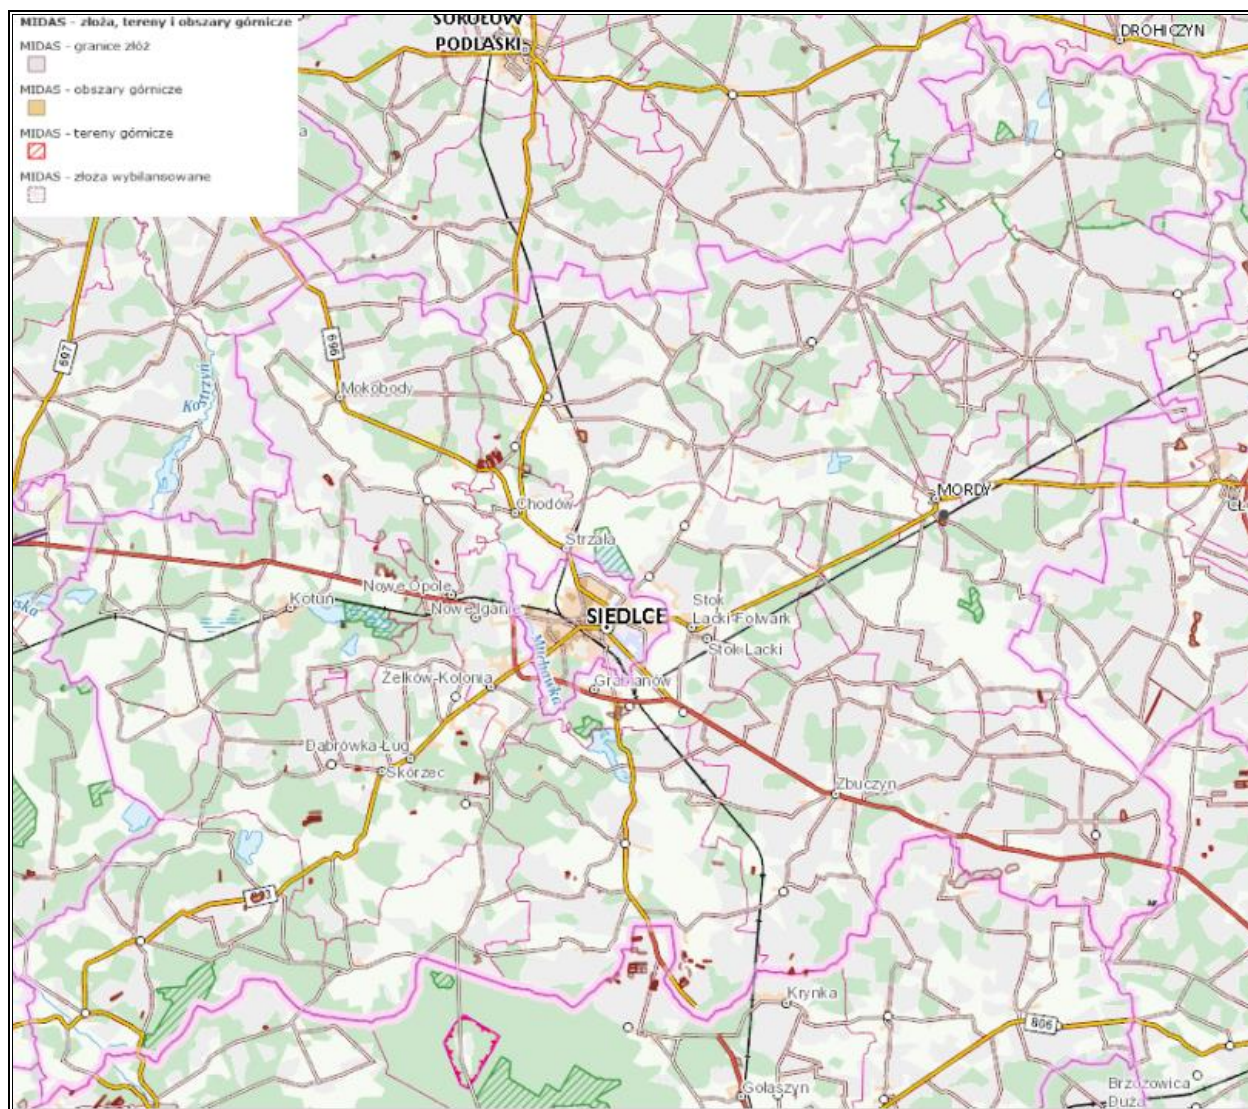 MIDAS - złoża, tereny i obszary górnicze
MIDAS - granice złóż
MIDAS - obszary górnicze
MIDAS - tereny górnicze
MIDAS - złoża wybilansowane
SOKOŁÓW
PODLASKI
DROHICZYN
697
696
Mokobody
Chodów
MORDY
Strzała
Nowe Opole
Kotuń
Nowe Iganie
SIEDLCE
Stok
Lacki-Folwark
Stok Lacki
Muchawka
Żelków-Kolonia
Grabianów
Dąbrówka-Ług
Skórzec
Zbuczyn
Krynka
806
Gołaszyn
Brzozowica
Duża